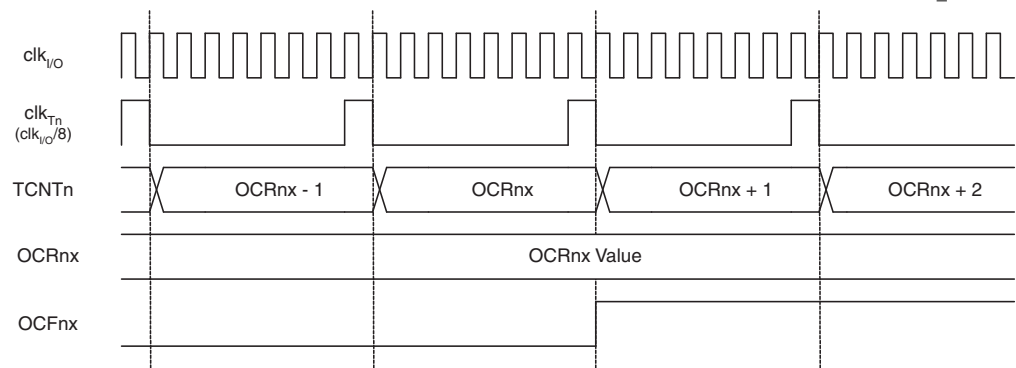 clkI/O
clkTn
(clkI/O/8)
TCNTn
OCRnx - 1
OCRnx
OCRnx + 1
OCRnx + 2
OCRnx
OCRnx Value
OCFnx